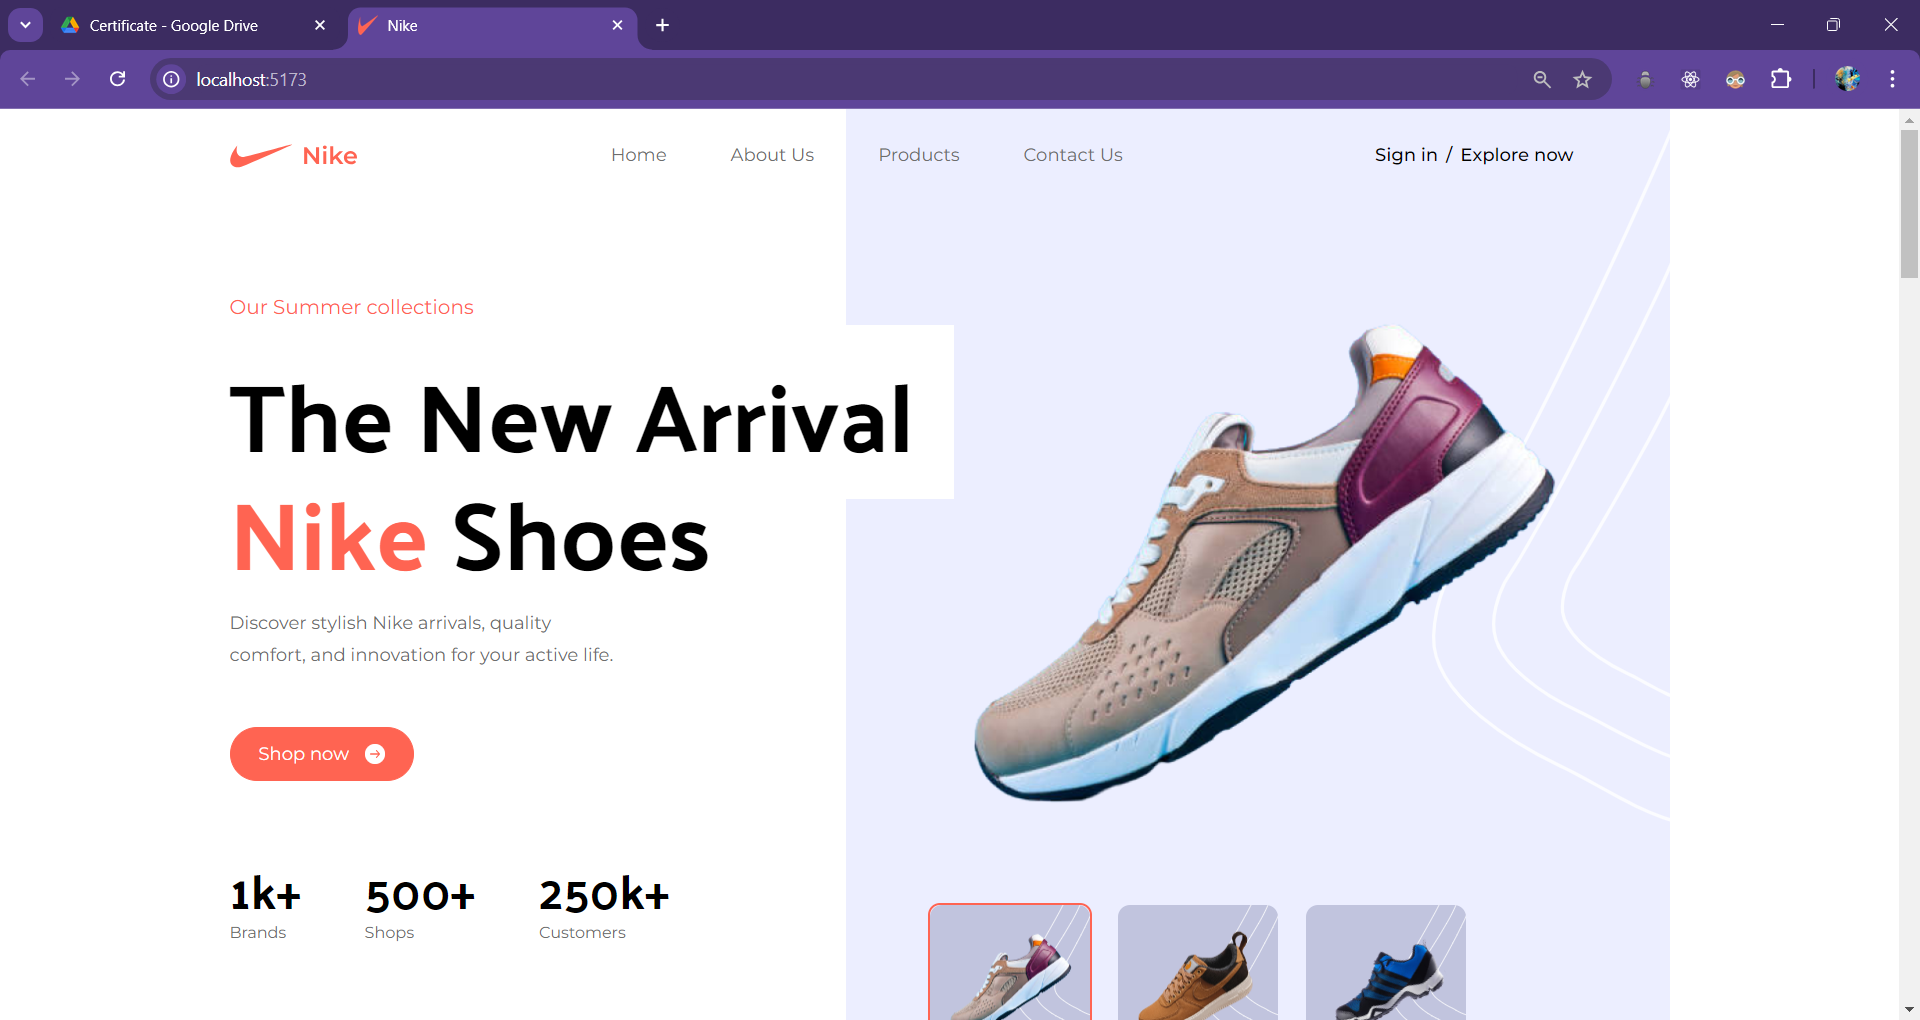 Certificate - Google Drive
Nike
localhost:5173
Nike
Home
About Us
Products
Contact Us
Sign in / Explore now
Our Summer collections
The New Arrival
Nike Shoes
Discover stylish Nike arrivals, quality
comfort, and innovation for your active life.
Shop now
1k+
500+
250k+
Brands
Shops
Customers